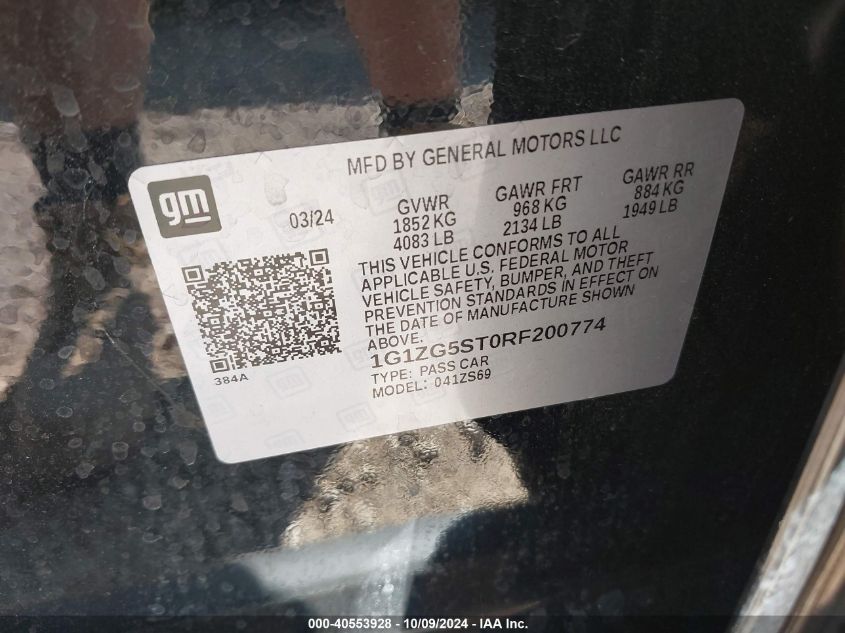 MFD BY GENERAL MOTORS LLC
gm
03/24
GVWR
1852 KG
4083 LB
GAWR FRT
968 KG
2134 LB
GAWR RR
884 KG
1949 LB
THIS VEHICLE CONFORMS TO ALL
APPLICABLE U.S. FEDERAL MOTOR
VEHICLE SAFETY, BUMPER, AND THEFT
PREVENTION STANDARDS IN EFFECT ON
THE DATE OF MANUFACTURE SHOWN
ABOVE.
1G1ZG5ST0RF200774
TYPE: PASS CAR
MODEL: 041ZS69
384A
000-40553928 - 10/09/2024 - IAA Inc.